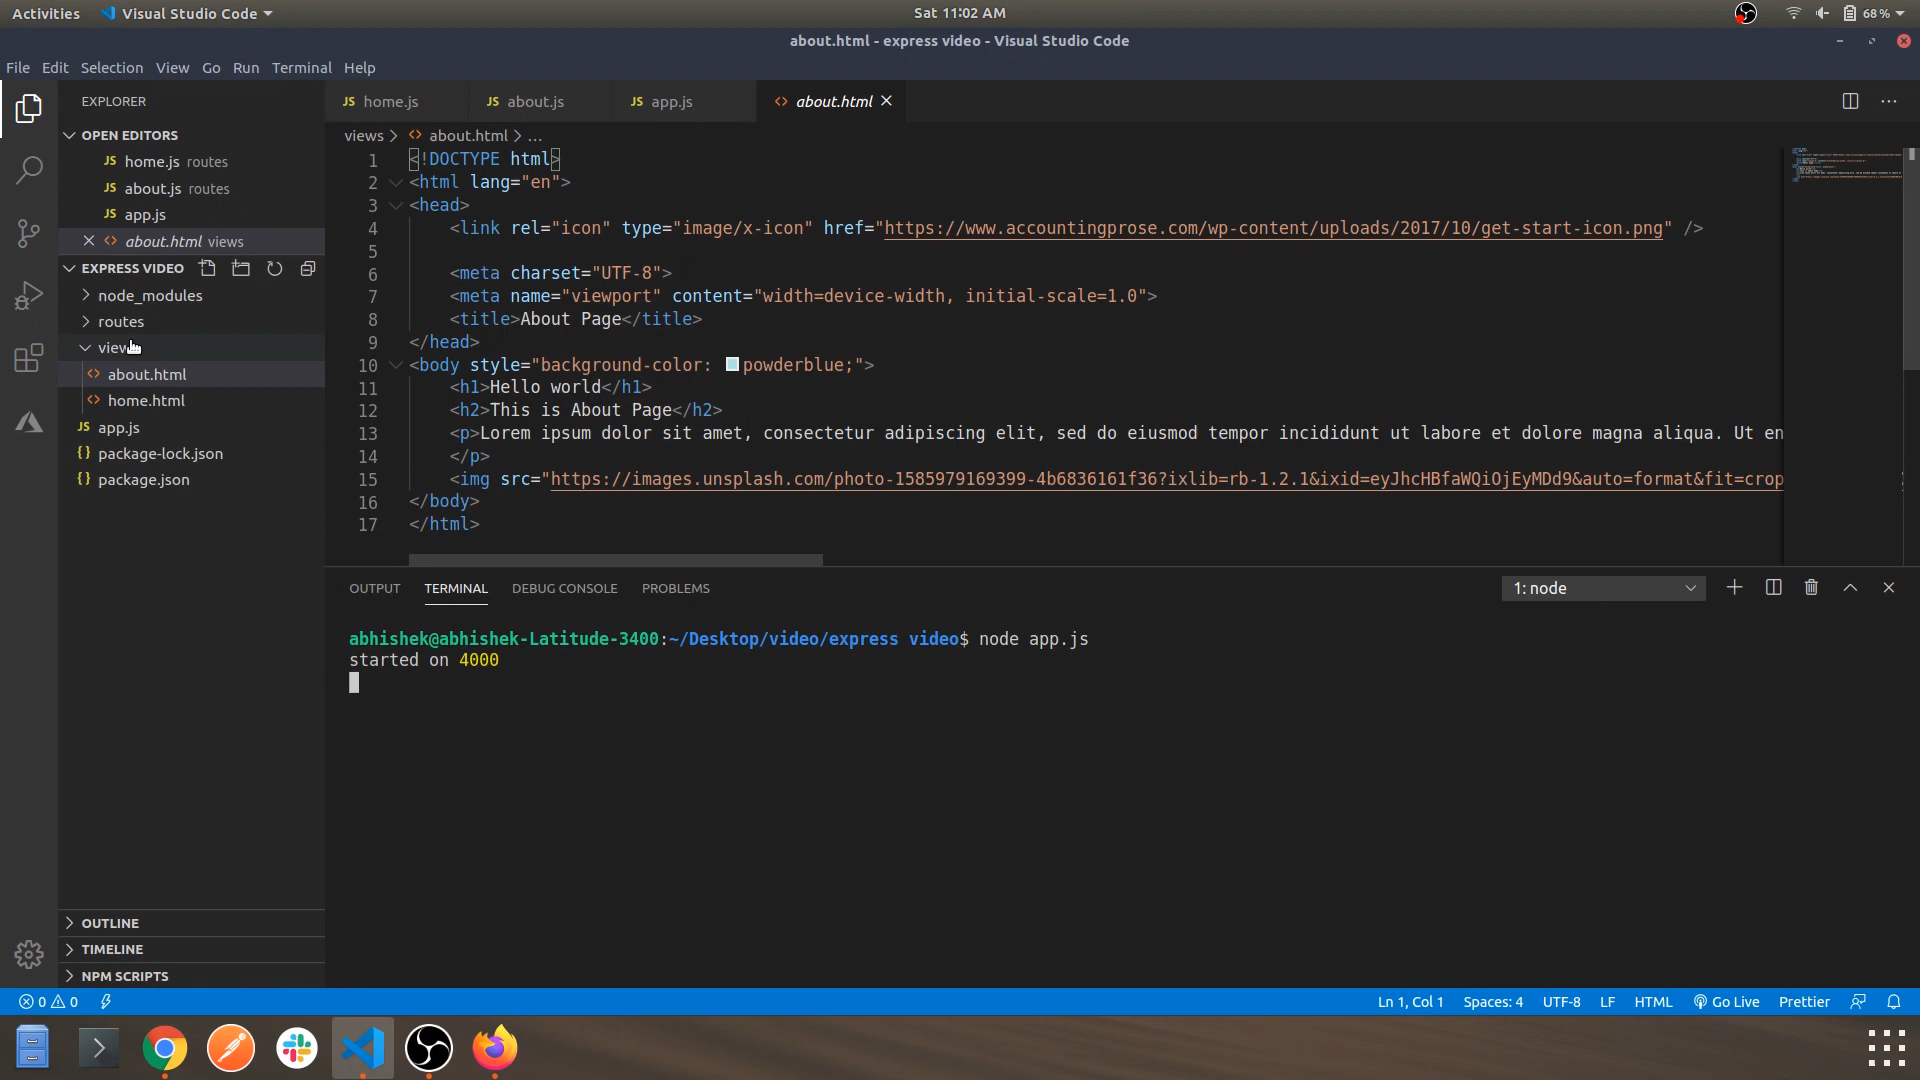 Activities Visual Studio Code Sat 11:02 AM 68%
about.html - express video - Visual Studio Code
File Edit Selection View Go Run Terminal Help
EXPLORER
OPEN EDITORS
JS home.js routes
JS about.js routes
JS app.js
about.html views
EXPRESS VIDEO
node_modules
routes
about.html
home.html
JS app.js
{} package-lock.json
{} package.json
OUTLINE
TIMELINE
NPM SCRIPTS
JS home.js JS about.js JS app.js <> about.html
views > <> about.html > ...
1 <!DOCTYPE html>
2 <html lang="en">
3 <head>
4 <link rel="icon" type="image/x-icon" href="https://www.accountingprose.com/wp-content/uploads/2017/10/get-start-icon.png" />
5
6 <meta charset="UTF-8">
7 <meta name="viewport" content="width=device-width, initial-scale=1.0">
8 <title>About Page</title>
9 </head>
10 <body style="background-color: powderblue;">
11 <h1>Hello world</h1>
12 <h2>This is About Page</h2>
13 <p>Lorem ipsum dolor sit amet, consectetur adipiscing elit, sed do eiusmod tempor incididunt ut labore et dolore magna aliqua. Ut en
14 </p>
15 <img src="https://images.unsplash.com/photo-1585979169399-4b6836161f36?ixlib=rb-1.2.1&ixid=eyJhcHBfaWQiOjEyMDd9&auto=format&fit=crop
16 </body>
17 </html>
OUTPUT TERMINAL DEBUG CONSOLE PROBLEMS 1: node
abhishek@abhishek-Latitude-3400:~/Desktop/video/express video$ node app.js
started on 4000
0 0 Ln 1, Col 1 Spaces: 4 UTF-8 LF HTML Go Live Prettier